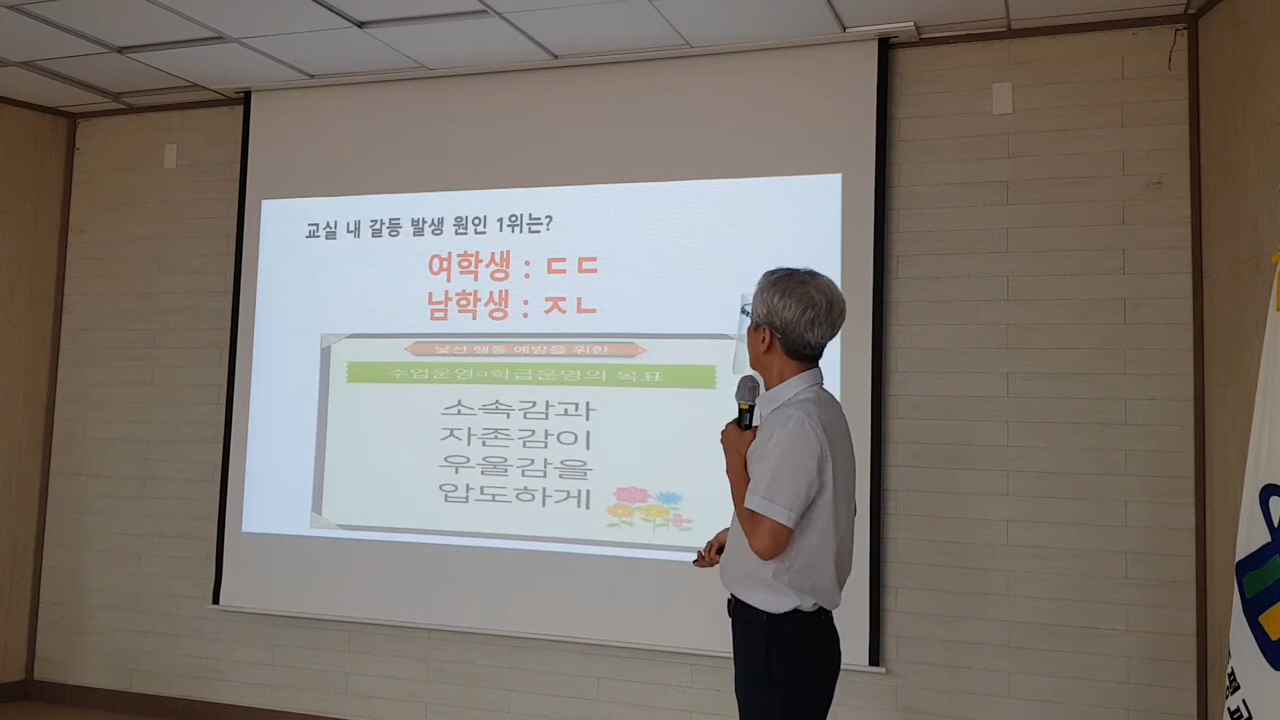 교실 내 갈등 발생 원인 1위는?
여학생 : ㄷㄷ
남학생 : ㅈㄴ
낯선 행동 예방을 위한
수업운영¤학급운영의 목표
소속감과
자존감이
우울감을
압도하게